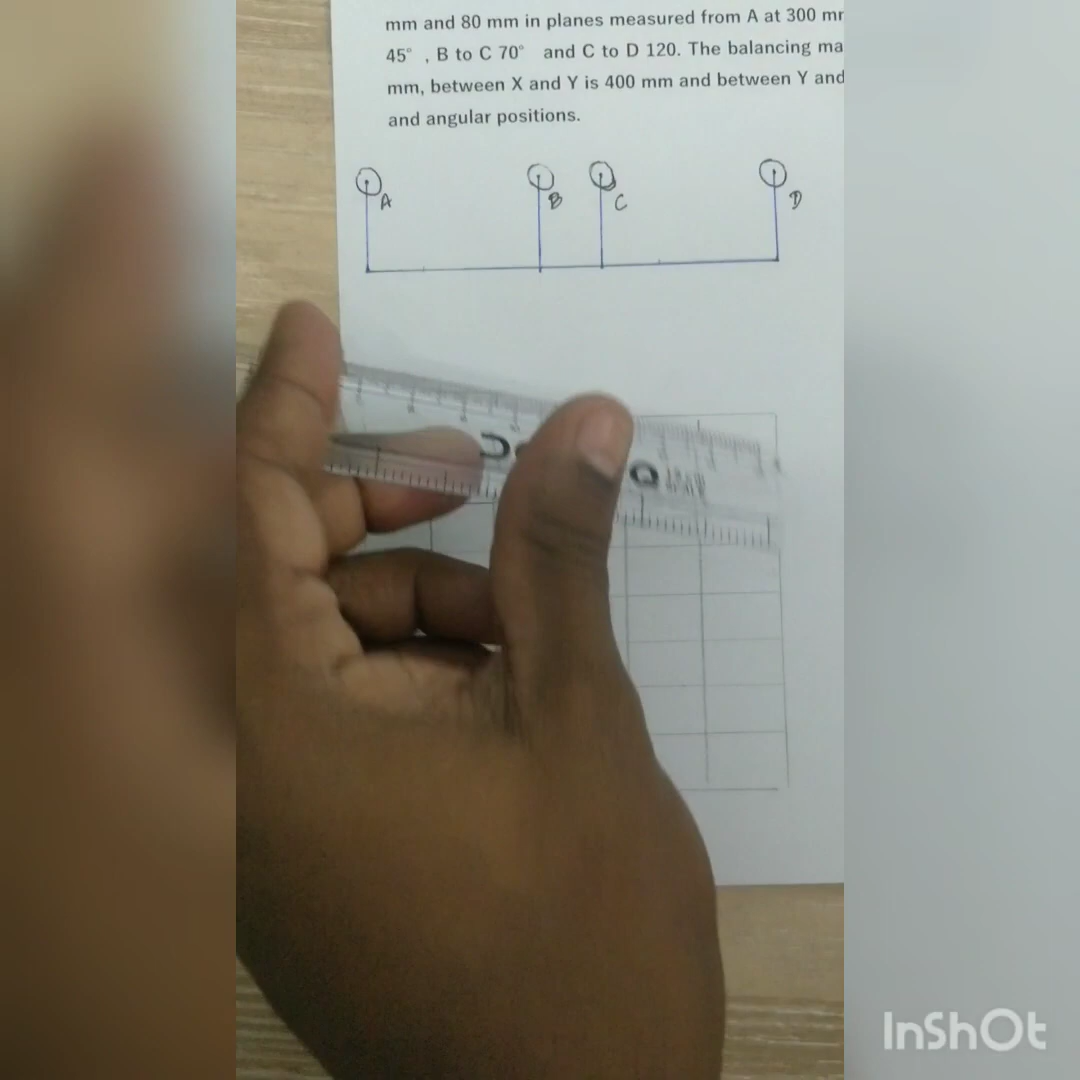 mm and 80 mm in planes measured from A at 300 mm
45° , B to C 70° and C to D 120. The balancing ma
mm, between X and Y is 400 mm and between Y and
and angular positions.
A B C D
InShOt